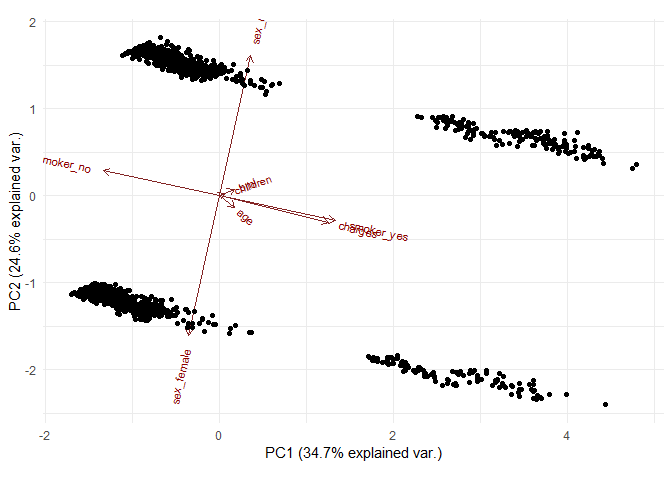 2
sex_
1
moker_no
children
0
age
smoker_yes
charges
-1
-2
sex_female
-2
0
2
4
PC1 (34.7% explained var.)
PC2 (24.6% explained var.)